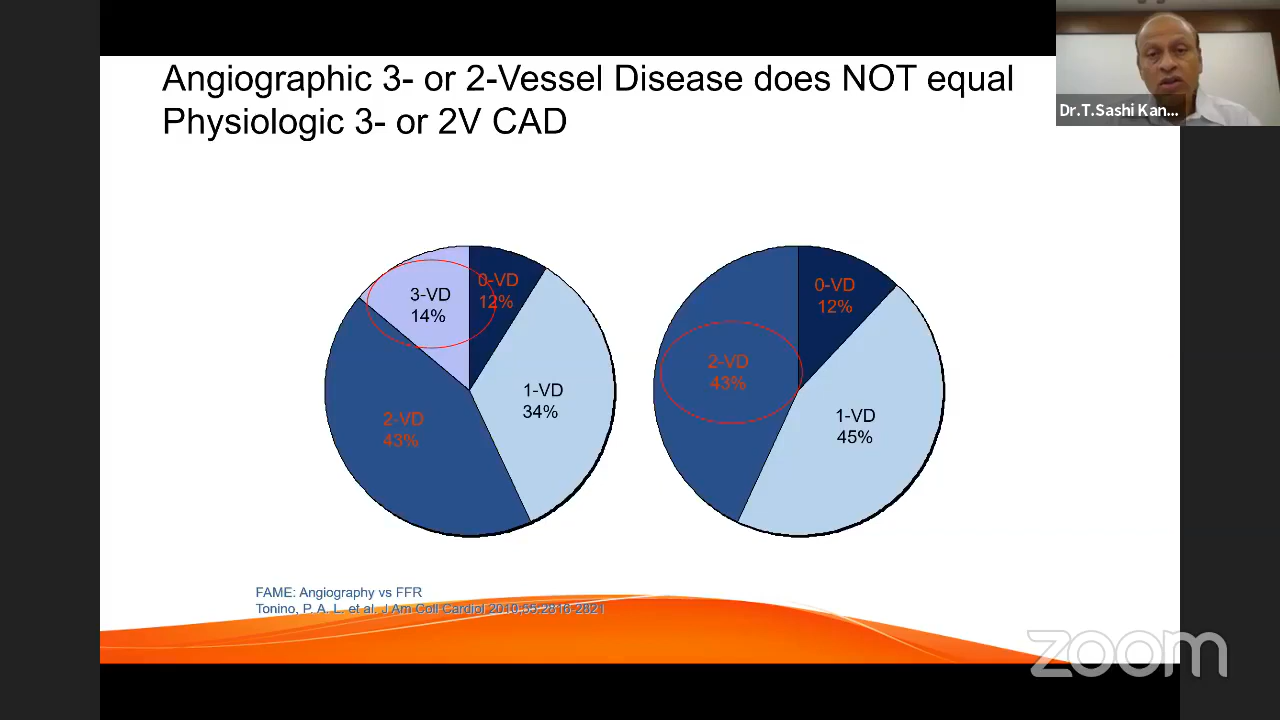 Angiographic 3- or 2-Vessel Disease does NOT equal
Physiologic 3- or 2V CAD
Dr.T.Sashi Kan...
3-VD
14%
0-VD
12%
1-VD
34%
2-VD
43%
0-VD
12%
2-VD
43%
1-VD
45%
FAME: Angiography vs FFR
Tonino, P. A. L. et al, J Am Coll Cardiol 2010;55:2816-2821
zoom